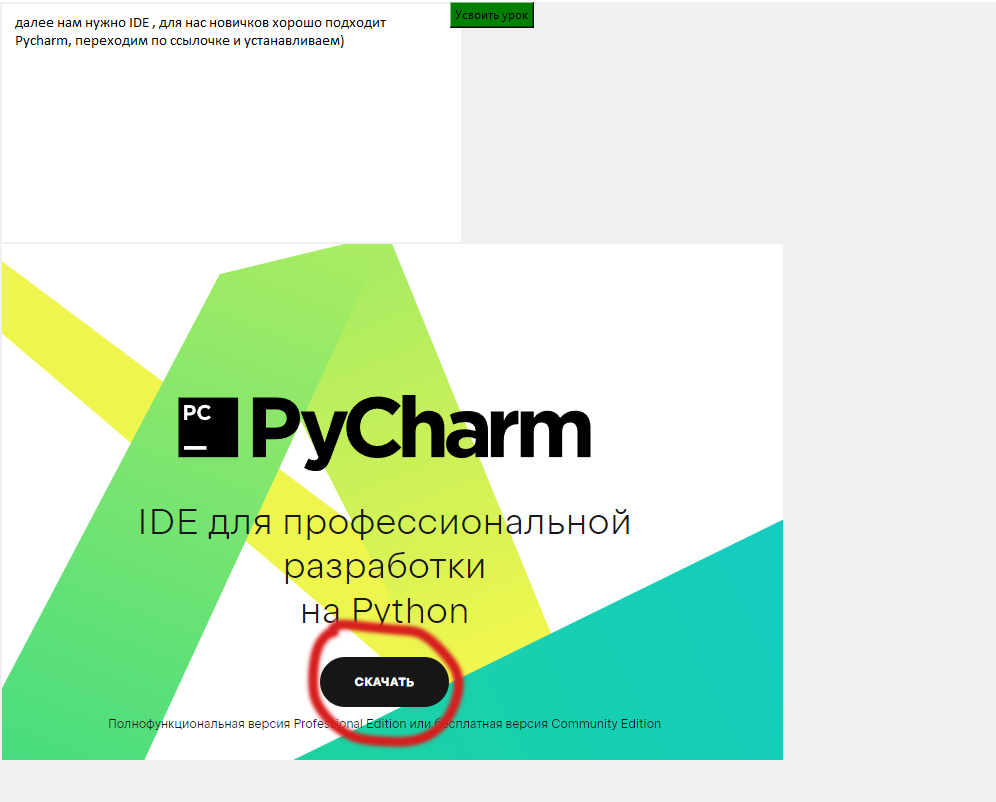 далее нам нужно IDE , для нас новичков хорошо подходит
Pycharm, переходим по ссылочке и устанавливаем)
Усвоить урок
PC
PyCharm
IDE для профессиональной
разработки
на Python
СКАЧАТЬ
Полнофункциональная версия Professional Edition или бесплатная версия Community Edition